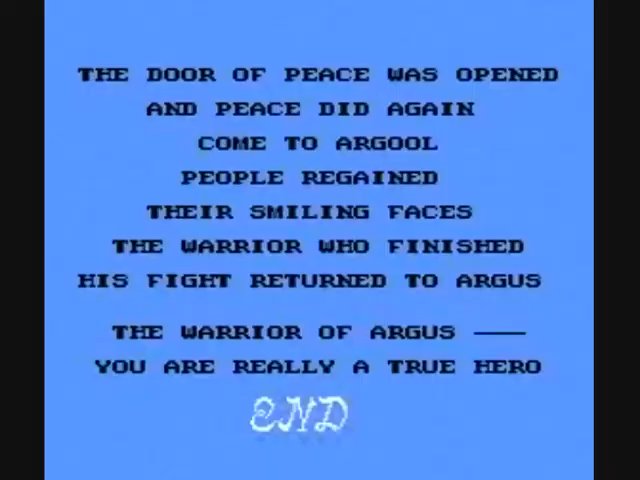 THE DOOR OF PEACE WAS OPENED
AND PEACE DID AGAIN
COME TO ARGOOL
PEOPLE REGAINED
THEIR SMILING FACES
THE WARRIOR WHO FINISHED
HIS FIGHT RETURNED TO ARGUS
THE WARRIOR OF ARGUS ——
YOU ARE REALLY A TRUE HERO
END